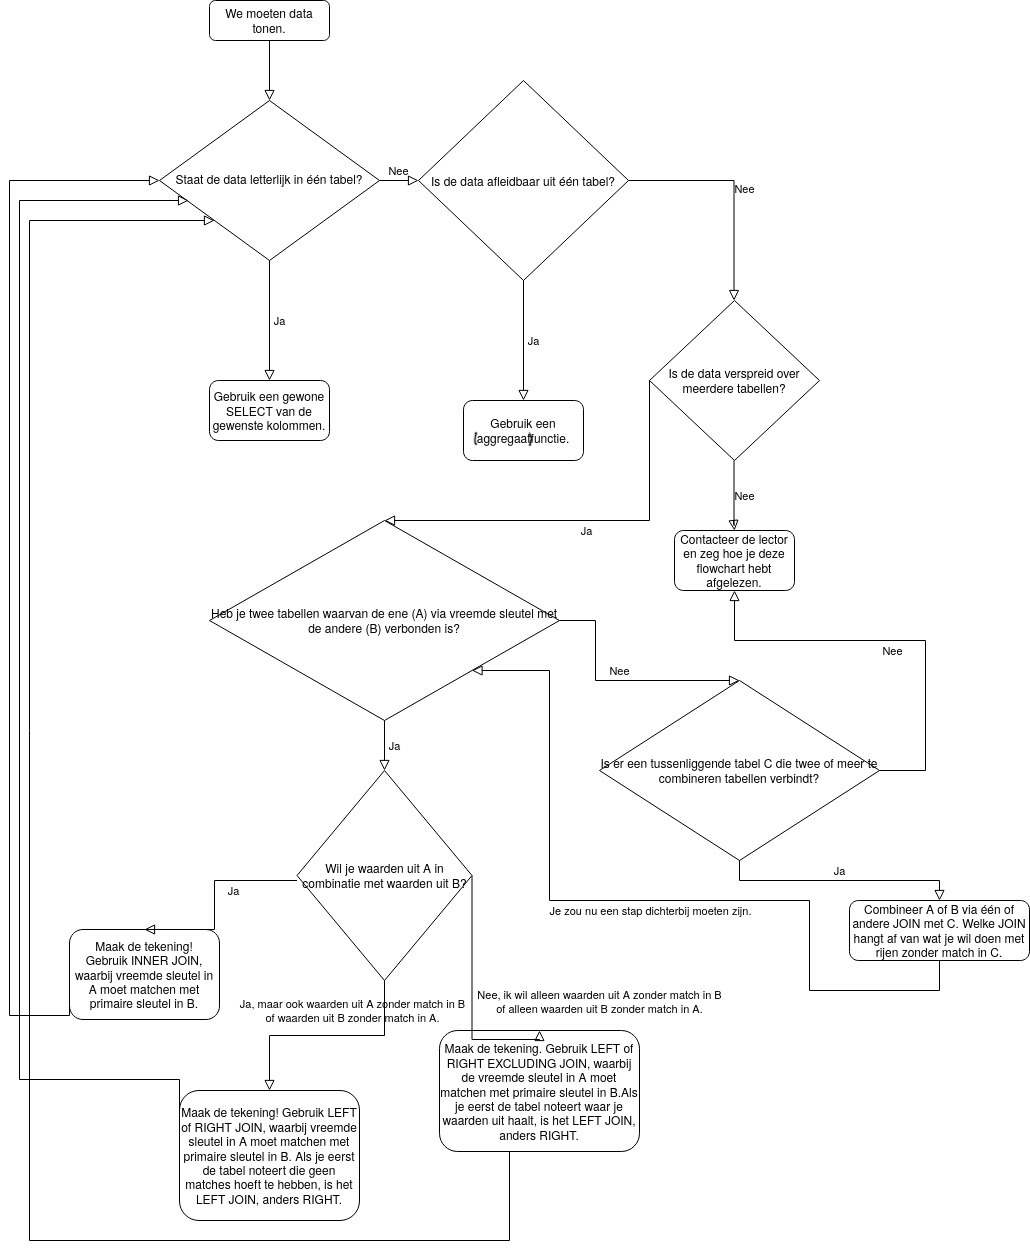 We moeten data
tonen.
Staat de data letterlijk in één tabel?
Nee
Is de data afleidbaar uit één tabel?
Nee
Ja
Ja
Is de data verspreid over
meerdere tabellen?
Gebruik een gewone
SELECT van de
gewenste kolommen.
Gebruik een
(aggregaat)functie.
Nee
Ja
Contacteer de lector
en zeg hoe je deze
flowchart hebt
afgelezen.
Heb je twee tabellen waarvan de ene (A) via vreemde sleutel met
de andere (B) verbonden is?
Nee
Nee
Ja
Is er een tussenliggende tabel C die twee of meer te
combineren tabellen verbindt?
Wil je waarden uit A in
combinatie met waarden uit B?
Ja
Ja
Je zou nu een stap dichterbij moeten zijn.
Combineer A of B via één of
andere JOIN met C. Welke JOIN
hangt af van wat je wil doen met
rijen zonder match in C.
Maak de tekening!
Gebruik INNER JOIN,
waarbij vreemde sleutel in
A moet matchen met
primaire sleutel in B.
Ja, maar ook waarden uit A zonder match in B
of waarden uit B zonder match in A.
Nee, ik wil alleen waarden uit A zonder match in B
of alleen waarden uit B zonder match in A.
Maak de tekening. Gebruik LEFT of
RIGHT EXCLUDING JOIN, waarbij
de vreemde sleutel in A moet
matchen met primaire sleutel in B.Als
je eerst de tabel noteert waar je
waarden uit haalt, is het LEFT JOIN,
anders RIGHT.
Maak de tekening! Gebruik LEFT
of RIGHT JOIN, waarbij vreemde
sleutel in A moet matchen met
primaire sleutel in B. Als je eerst
de tabel noteert die geen
matches hoeft te hebben, is het
LEFT JOIN, anders RIGHT.